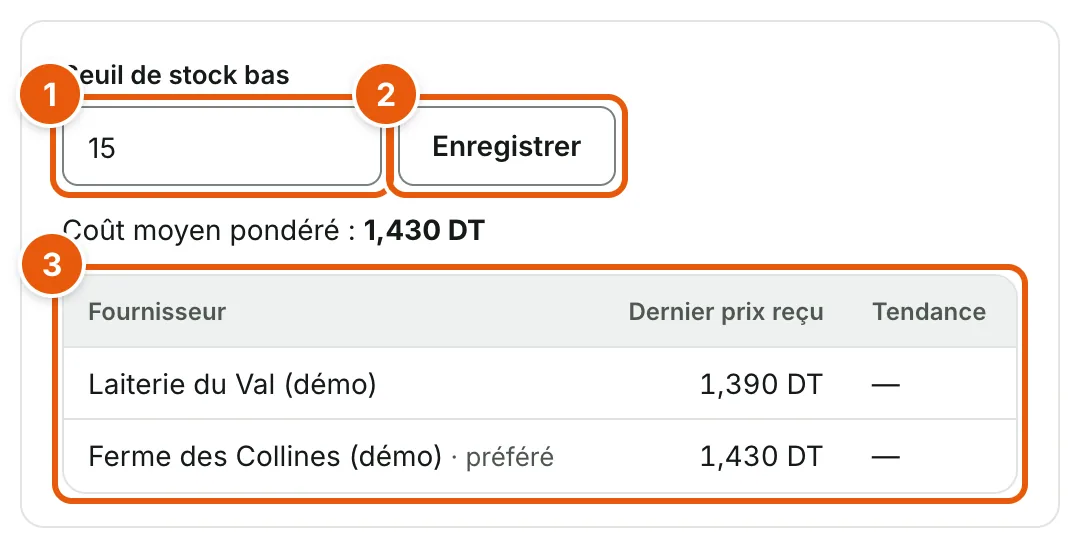 Seuil de stock bas
1
2
15
Enregistrer
Coût moyen pondéré : 1,430 DT
3
Fournisseur Dernier prix reçu Tendance
Laiterie du Val (démo) 1,390 DT —
Ferme des Collines (démo) · préféré 1,430 DT —